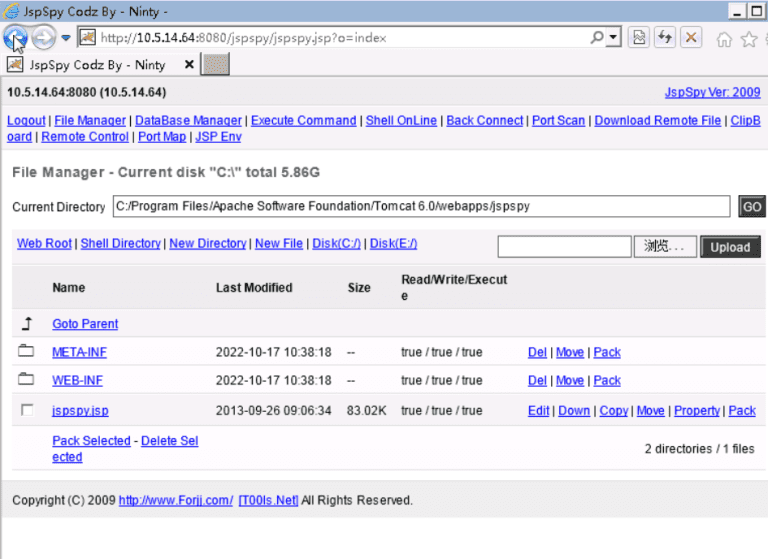 JspSpy Codz By - Ninty -
http://10.5.14.64:8080/jspspy/jspspy.jsp?o=index
JspSpy Codz By - Ninty
10.5.14.64:8080 (10.5.14.64) JspSpy Ver: 2009
Logout | File Manager | DataBase Manager | Execute Command | Shell OnLine | Back Connect | Port Scan | Download Remote File | ClipB
oard | Remote Control | Port Map | JSP Env
File Manager - Current disk "C:\" total 5.86G
Current Directory C:/Program Files/Apache Software Foundation/Tomcat 6.0/webapps/jspspy GO
Web Root | Shell Directory | New Directory | New File | Disk(C:/) | Disk(E:/) 浏览... Upload
Name Last Modified Size Read/Write/Execut
e
Goto Parent
META-INF 2022-10-17 10:38:18 -- true / true / true Del | Move | Pack
WEB-INF 2022-10-17 10:38:18 -- true / true / true Del | Move | Pack
jspspy.jsp 2013-09-26 09:06:34 83.02K true / true / true Edit | Down | Copy | Move | Property | Pack
Pack Selected - Delete Sel
ected 2 directories / 1 files
Copyright (C) 2009 http://www.Forjj.com/ [T00ls.Net] All Rights Reserved.